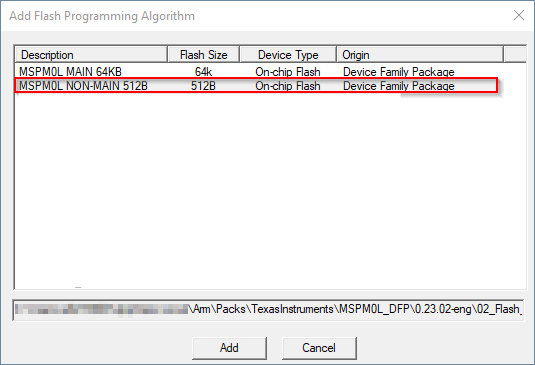 Add Flash Programming Algorithm
Description Flash Size Device Type Origin
MSPM0L MAIN 64KB 64k On-chip Flash Device Family Package
MSPM0L NON-MAIN 512B 512B On-chip Flash Device Family Package
\Arm\Packs\TexasInstruments\MSPM0L_DFP\0.23.02-eng\02_Flash_
Add Cancel